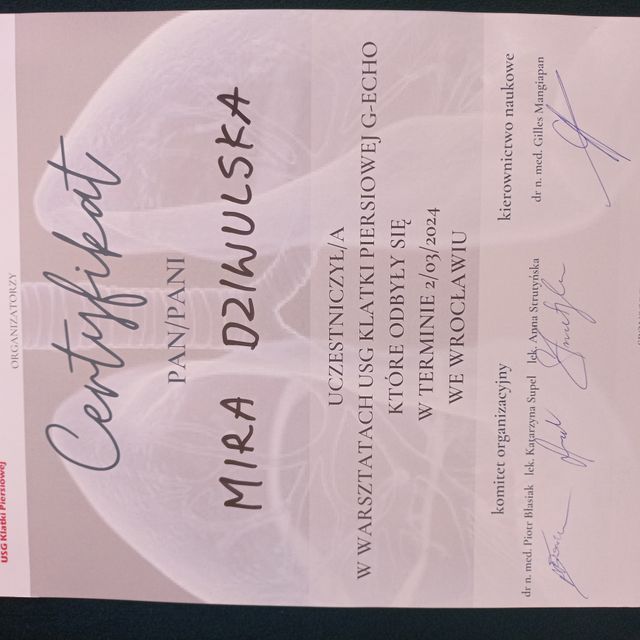 USG Klatki Piersiowej
ORGANIZATORZY
Certyfikat
PAN/PANI
MIRA DZIWULSKA
UCZESTNICZYŁ/A
W WARSZTATACH USG KLATKI PIERSIOWEJ G-ECHO
KTÓRE ODBYŁY SIĘ
W TERMINIE 2/03/2024
WE WROCŁAWIU
komitet organizacyjny
dr n. med. Piotr Błasiak lek. Katarzyna Supel lek. Anna Strutyńska
kierownictwo naukowe
dr n. med. Gilles Mangiapan